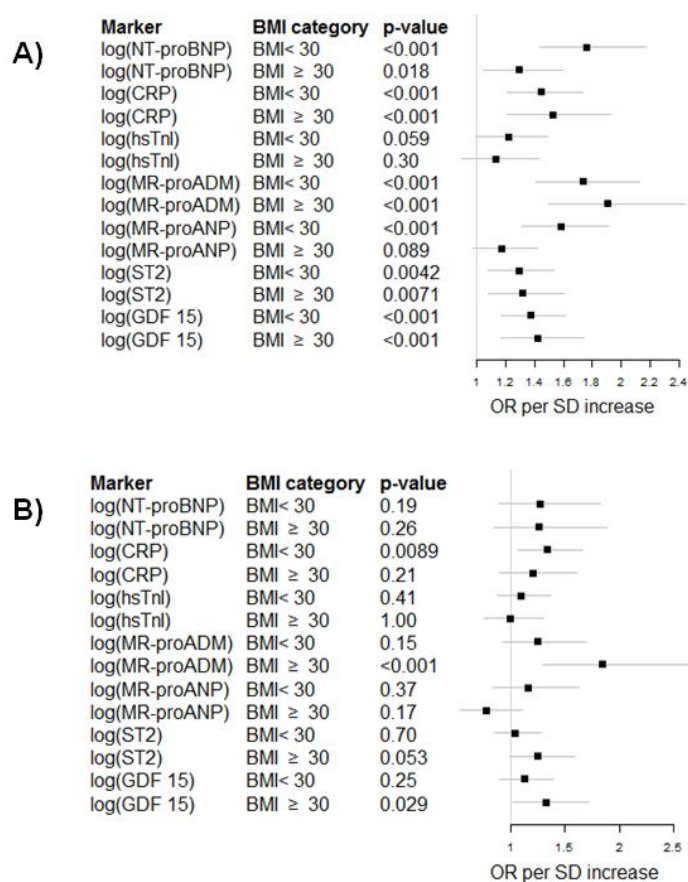 A)
Marker BMI category p-value
log(NT-proBNP) BMI< 30 <0.001
log(NT-proBNP) BMI ≥ 30 0.018
log(CRP) BMI< 30 <0.001
log(CRP) BMI ≥ 30 <0.001
log(hsTnI) BMI< 30 0.059
log(hsTnI) BMI ≥ 30 0.30
log(MR-proADM) BMI< 30 <0.001
log(MR-proADM) BMI ≥ 30 <0.001
log(MR-proANP) BMI< 30 <0.001
log(MR-proANP) BMI ≥ 30 0.089
log(ST2) BMI< 30 0.0042
log(ST2) BMI ≥ 30 0.0071
log(GDF 15) BMI< 30 <0.001
log(GDF 15) BMI ≥ 30 <0.001
1 1.2 1.4 1.6 1.8 2 2.2 2.4
OR per SD increase
B)
Marker BMI category p-value
log(NT-proBNP) BMI< 30 0.19
log(NT-proBNP) BMI ≥ 30 0.26
log(CRP) BMI< 30 0.0089
log(CRP) BMI ≥ 30 0.21
log(hsTnI) BMI< 30 0.41
log(hsTnI) BMI ≥ 30 1.00
log(MR-proADM) BMI< 30 0.15
log(MR-proADM) BMI ≥ 30 <0.001
log(MR-proANP) BMI< 30 0.37
log(MR-proANP) BMI ≥ 30 0.17
log(ST2) BMI< 30 0.70
log(ST2) BMI ≥ 30 0.053
log(GDF 15) BMI< 30 0.25
log(GDF 15) BMI ≥ 30 0.029
1 1.5 2 2.5
OR per SD increase